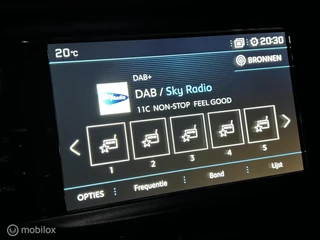 20°C
20:30
BRONNEN
DAB+
DAB / Sky Radio
11C NON-STOP FEEL GOOD
1 2 3 4 5
OPTIES Frequentie Band Lijst
© mobilox